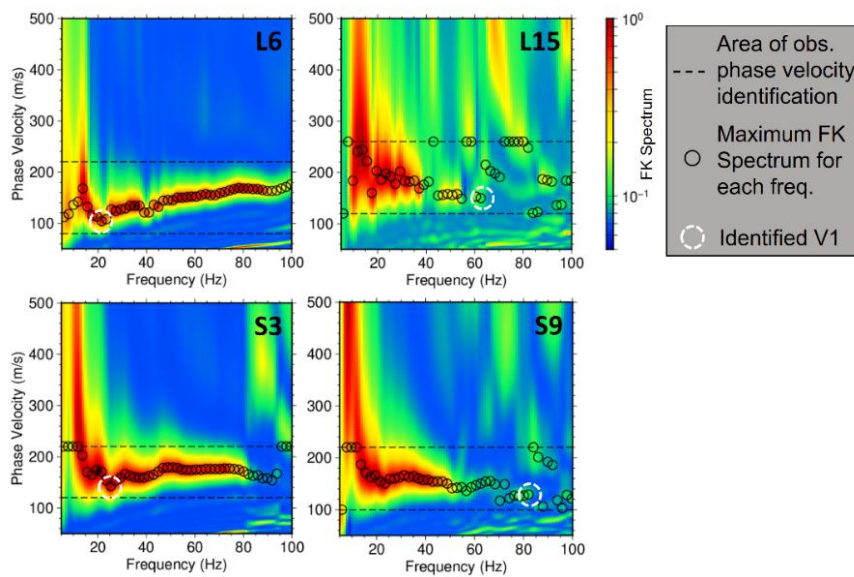 L6
500
400
300
200
100
Phase Velocity (m/s)
20 40 60 80 100
Frequency (Hz)
L15
500
400
300
200
100
20 40 60 80 100
Frequency (Hz)
10⁰
10⁻¹
FK Spectrum
Area of obs.
phase velocity
identification
Maximum FK
Spectrum for
each freq.
Identified V1
S3
500
400
300
200
100
Phase Velocity (m/s)
20 40 60 80 100
Frequency (Hz)
S9
500
400
300
200
100
20 40 60 80 100
Frequency (Hz)